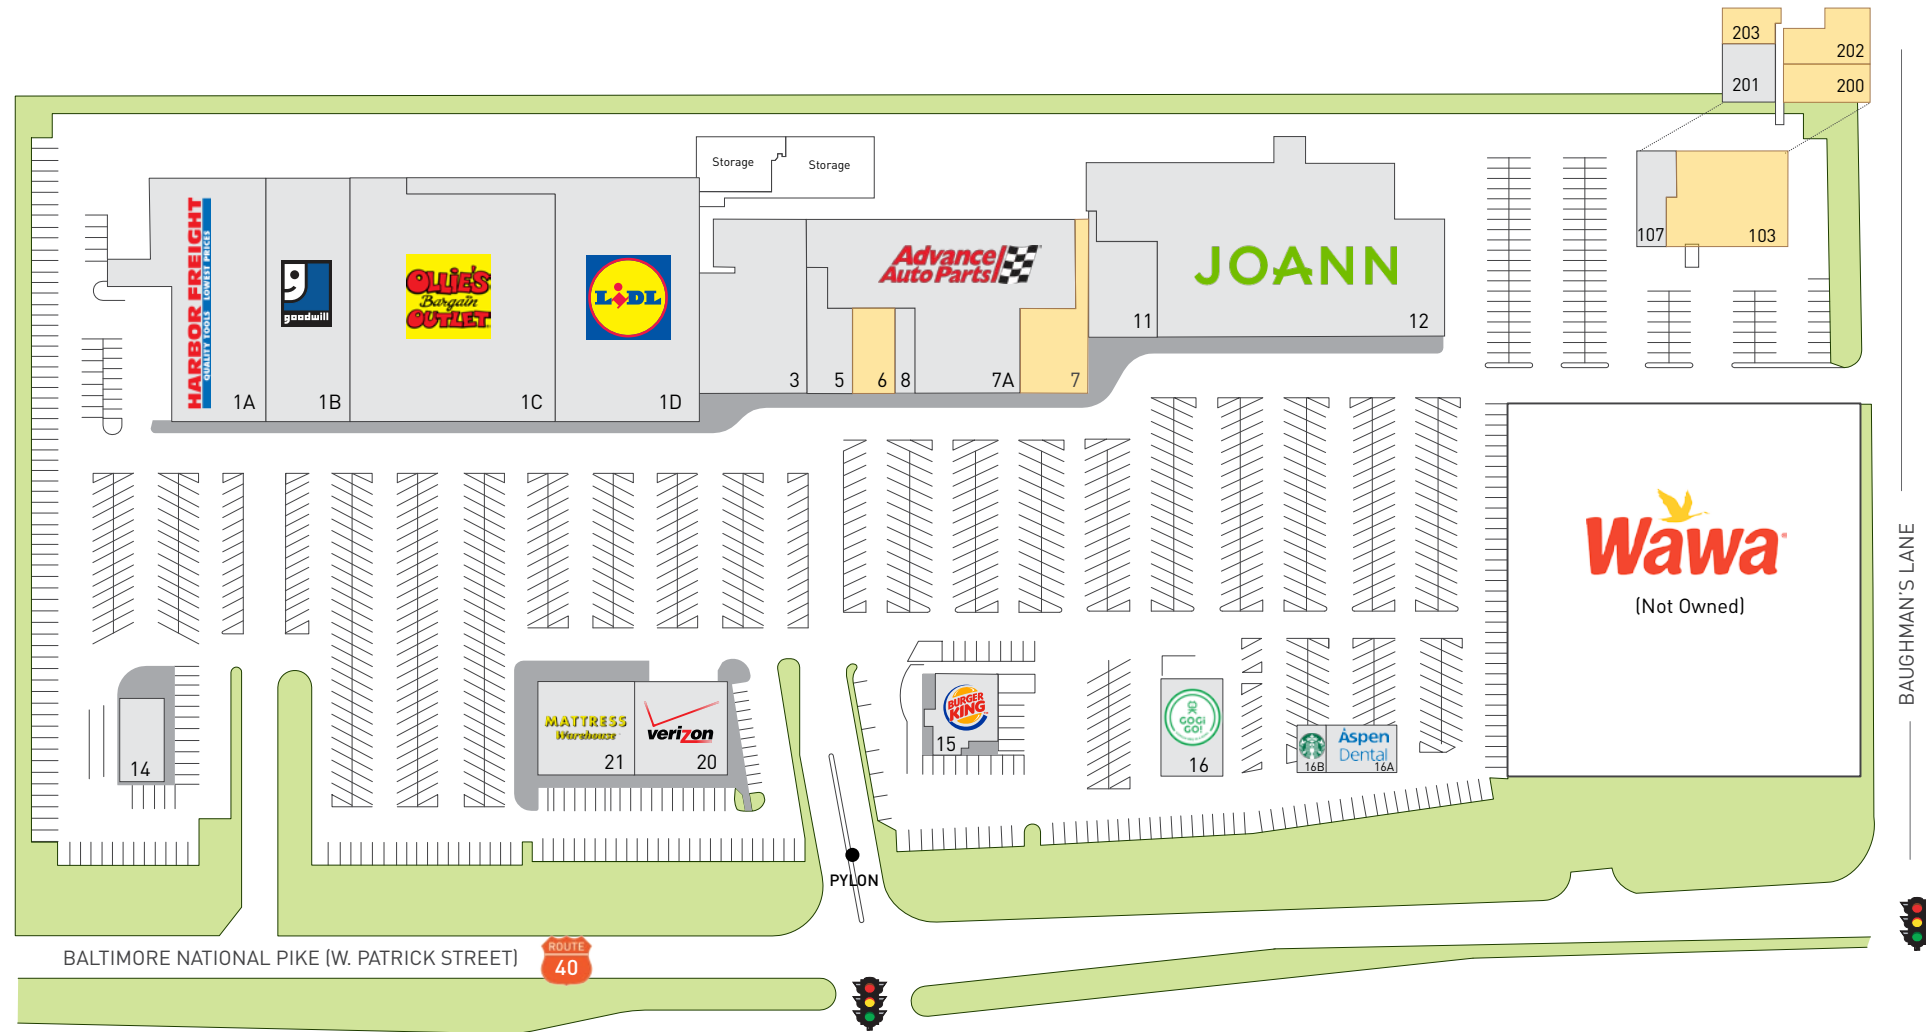 203
202
201
200
Storage
Storage
HARBOR FREIGHT
QUALITY TOOLS LOWEST PRICES
1A
goodwill
1B
OLLIE'S
Bargain
OUTLET
1C
LIDL
1D
3
5
6
8
Advance
Auto Parts
7A
7
11
JOANN
12
107
103
Wawa
(Not Owned)
BAUGHMAN'S LANE
14
MATTRESS
Warehouse
21
verizon
20
BURGER
KING
15
GOGI
GO!
16
16B
Aspen
Dental
16A
PYLON
BALTIMORE NATIONAL PIKE (W. PATRICK STREET)
ROUTE
40